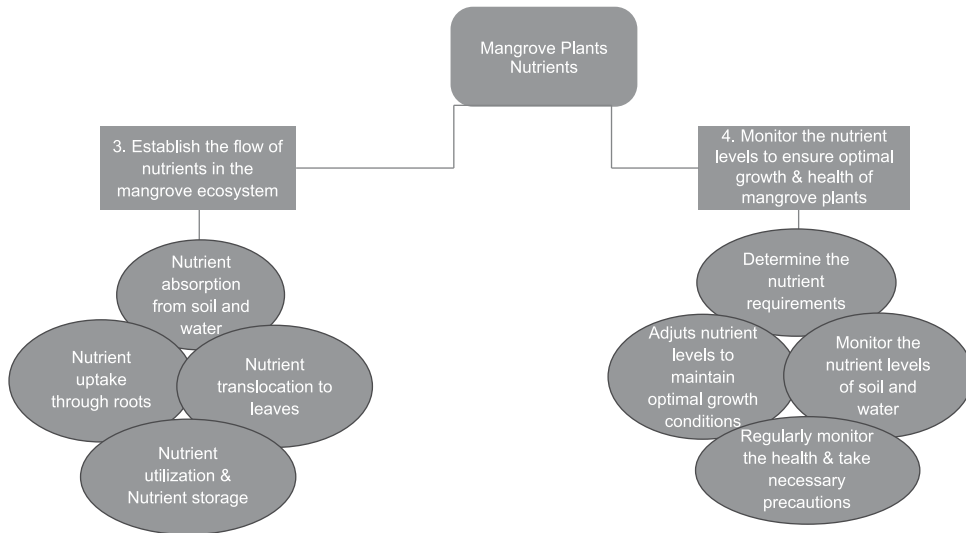 Mangrove Plants
Nutrients
3. Establish the flow of
nutrients in the
mangrove ecosystem
Nutrient
absorption
from soil and
water
Nutrient
uptake
through roots
Nutrient
translocation to
leaves
Nutrient
utilization &
Nutrient storage
4. Monitor the nutrient
levels to ensure optimal
growth & health of
mangrove plants
Determine the
nutrient
requirements
Adjuts nutrient
levels to
maintain
optimal growth
conditions
Monitor the
nutrient levels
of soil and
water
Regularly monitor
the health & take
necessary
precautions